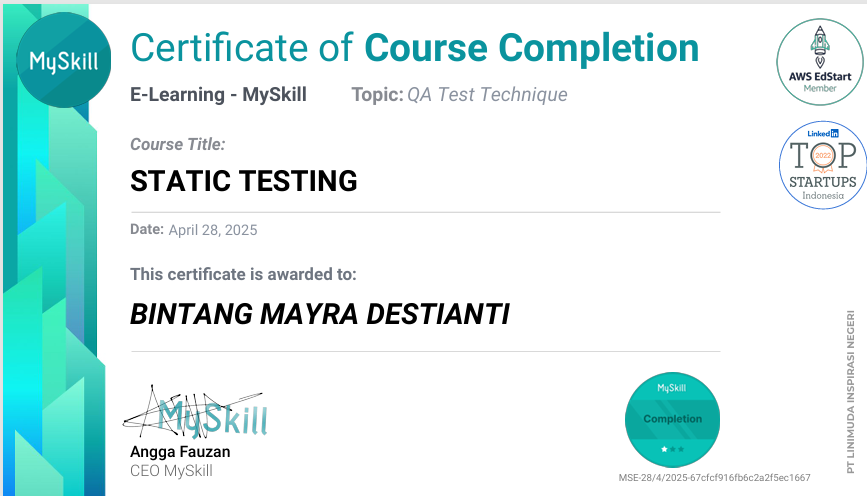 MySkill
Certificate of Course Completion
E-Learning - MySkill
Topic: QA Test Technique
Course Title:
STATIC TESTING
Date: April 28, 2025
This certificate is awarded to:
BINTANG MAYRA DESTIANTI
MySkill
Angga Fauzan
CEO MySkill
MySkill
Completion
MSE-28/4/2025-67cfcf916fb6c2a2f5ec1667
AWS EdStart
Member
LinkedIn
TOP
2022
STARTUPS
Indonesia
PT LINIMUDA INSPIRASI NEGERI